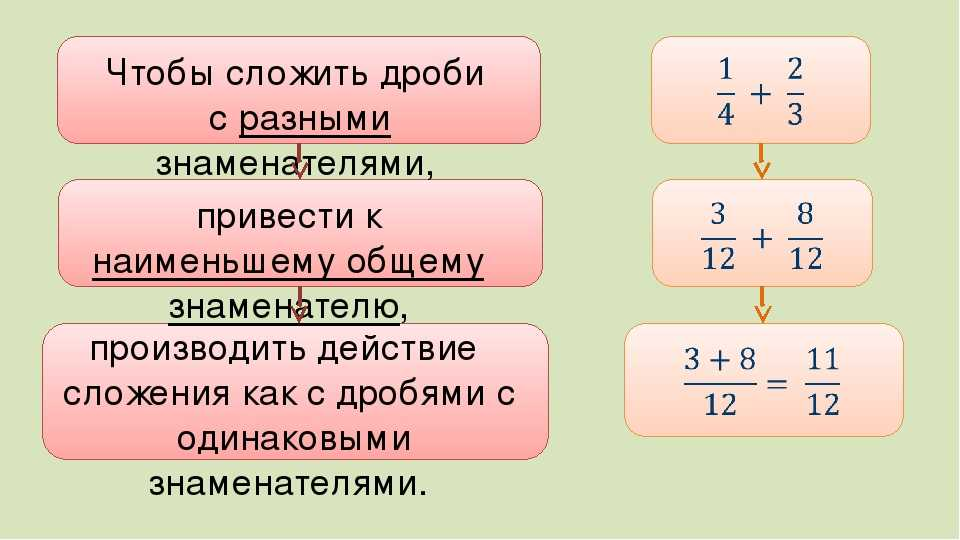 Чтобы сложить дроби
с разными
знаменателями,
привести к
наименьшему общему
знаменателю,
производить действие
сложения как с дробями с
одинаковыми
знаменателями.
1/4 + 2/3
3/12 + 8/12
(3 + 8)/12 = 11/12